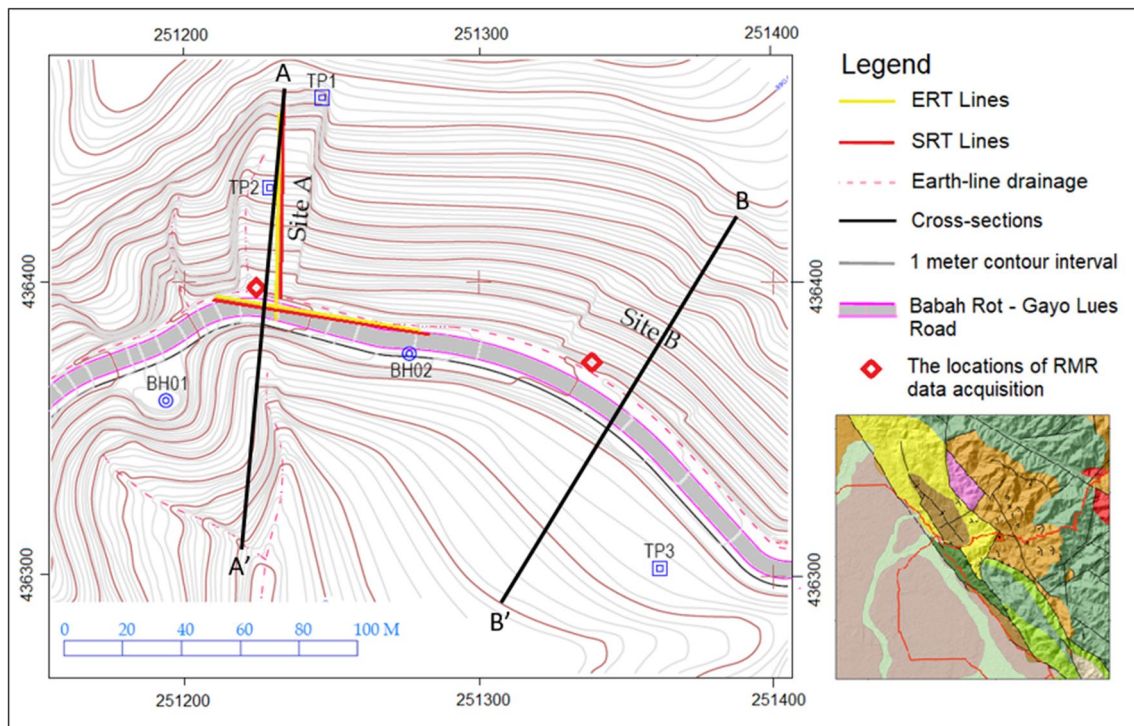 251200 251300 251400
A
TP1
B
TP2
Site A
436400 436400
Site B
BH01
BH02
A'
B'
TP3
436300 436300
0 20 40 60 80 100 M
251200 251300 251400
Legend
ERT Lines
SRT Lines
Earth-line drainage
Cross-sections
1 meter contour interval
Babah Rot - Gayo Lues
Road
The locations of RMR
data acquisition